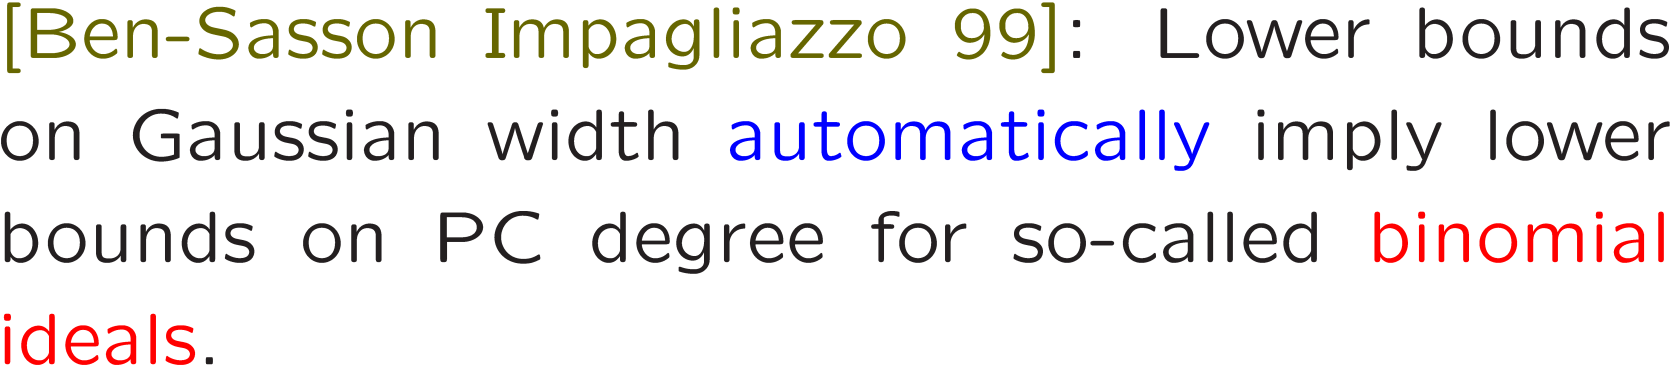 [Ben-Sasson Impagliazzo 99]: Lower bounds
on Gaussian width automatically imply lower
bounds on PC degree for so-called binomial
ideals.